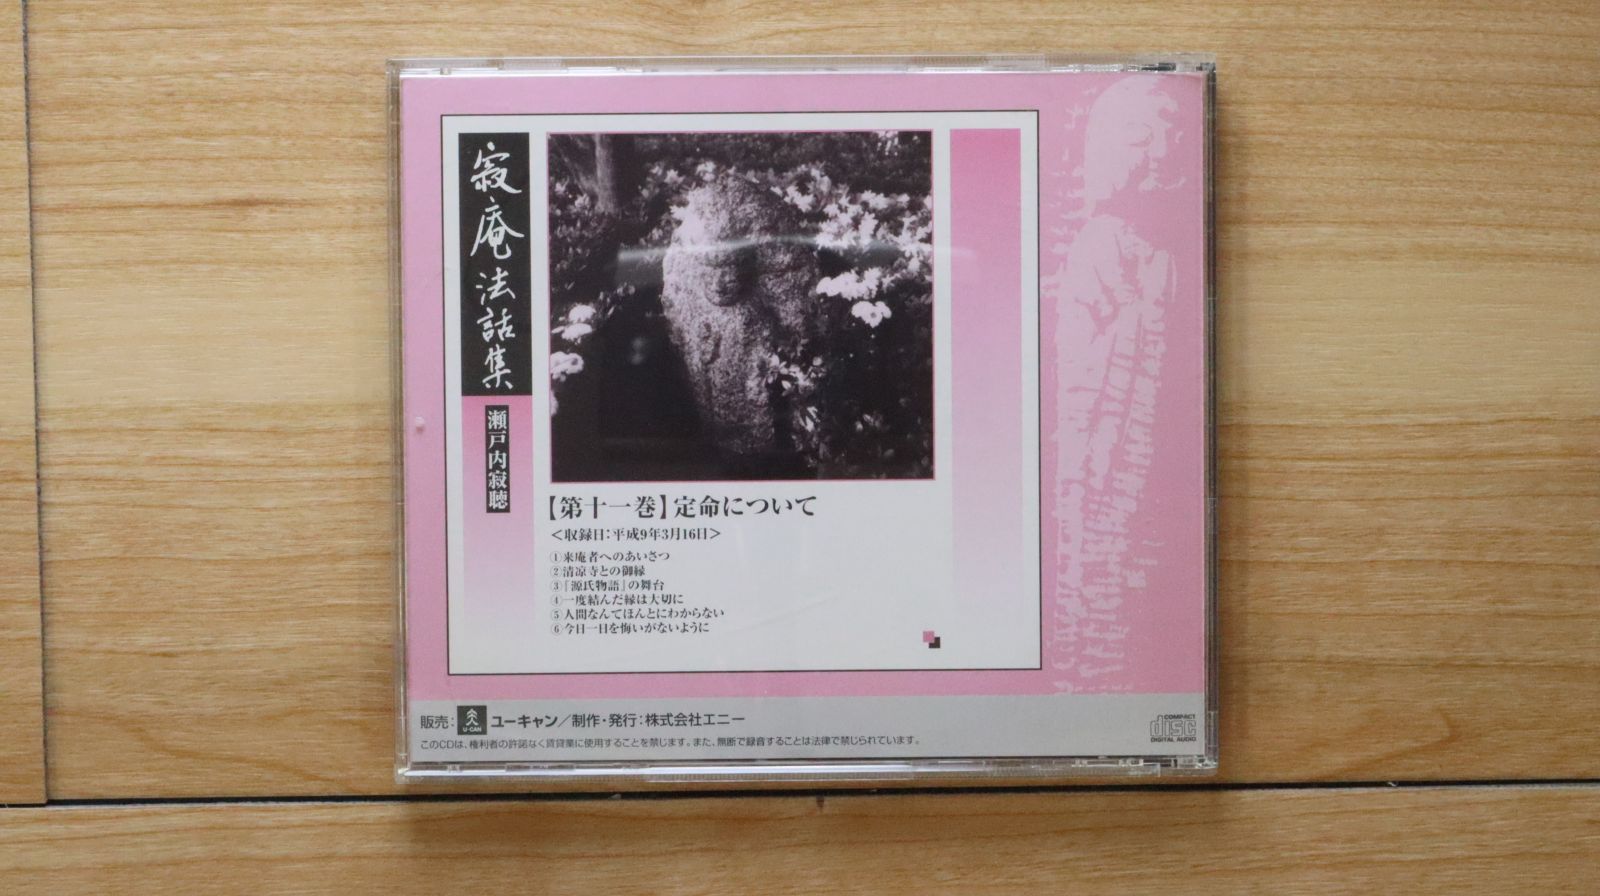 寂庵法話集
瀬戸内寂聴
【第十一巻】定命について
＜収録日：平成9年3月16日＞
①来庵者へのあいさつ
②清凉寺との御縁
③「源氏物語」の舞台
④一度結んだ縁は大切に
⑤人間なんてほんとにわからない
⑥今日一日を悔いがないように
販売：U-CAN ユーキャン／制作・発行：株式会社エニー
このCDは、権利者の許諾なく賃貸業に使用することを禁じます。また、無断で録音することは法律で禁じられています。
COMPACT
disc
DIGITAL AUDIO